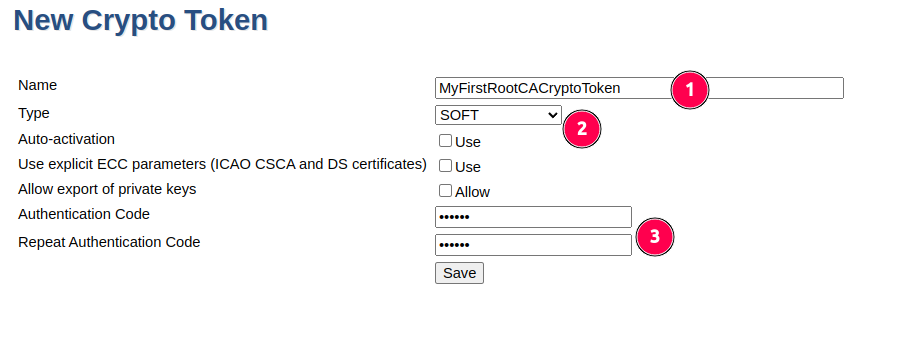 New Crypto Token
Name MyFirstRootCACryptoToken 1
Type SOFT 2
Auto-activation Use
Use explicit ECC parameters (ICAO CSCA and DS certificates) Use
Allow export of private keys Allow
Authentication Code ••••••
Repeat Authentication Code •••••• 3
Save